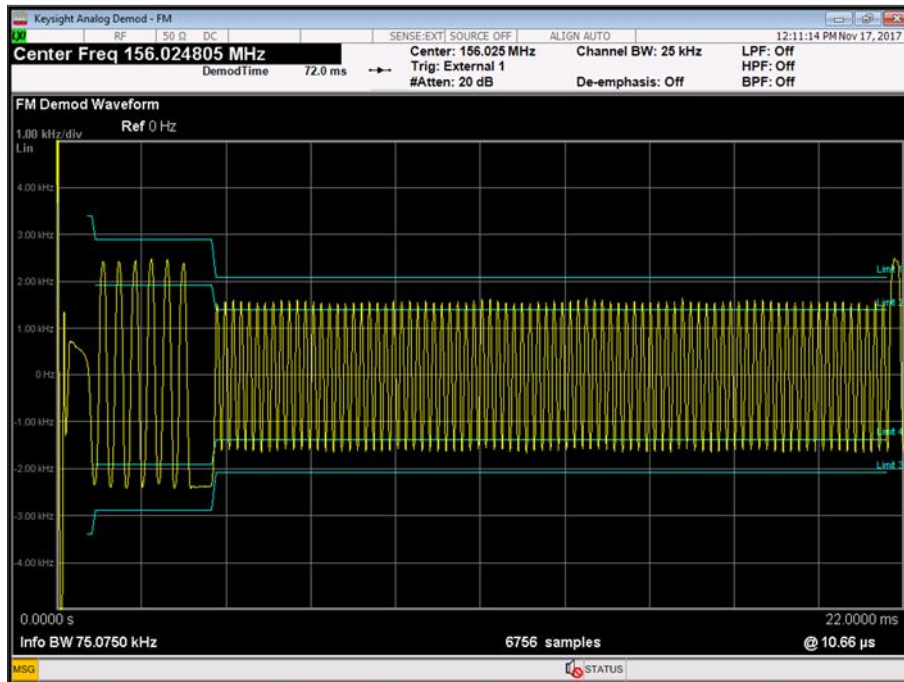 Keysight Analog Demod - FM
LXI RF 50 Ω DC SENSE:EXT SOURCE OFF ALIGN AUTO 12:11:14 PM Nov 17, 2017
Center Freq 156.024805 MHz Center: 156.025 MHz Channel BW: 25 kHz LPF: Off
DemodTime 72.0 ms Trig: External 1 HPF: Off
#Atten: 20 dB De-emphasis: Off BPF: Off
FM Demod Waveform
1.00 kHz/div Ref 0 Hz
Lin
4.00 kHz
3.00 kHz
2.00 kHz Limit 1
1.00 kHz Limit 2
0 Hz
-1.00 kHz Limit 4
-2.00 kHz Limit 3
-3.00 kHz
-4.00 kHz
0.0000 s 22.0000 ms
Info BW 75.0750 kHz 6756 samples @ 10.66 µs
MSG STATUS